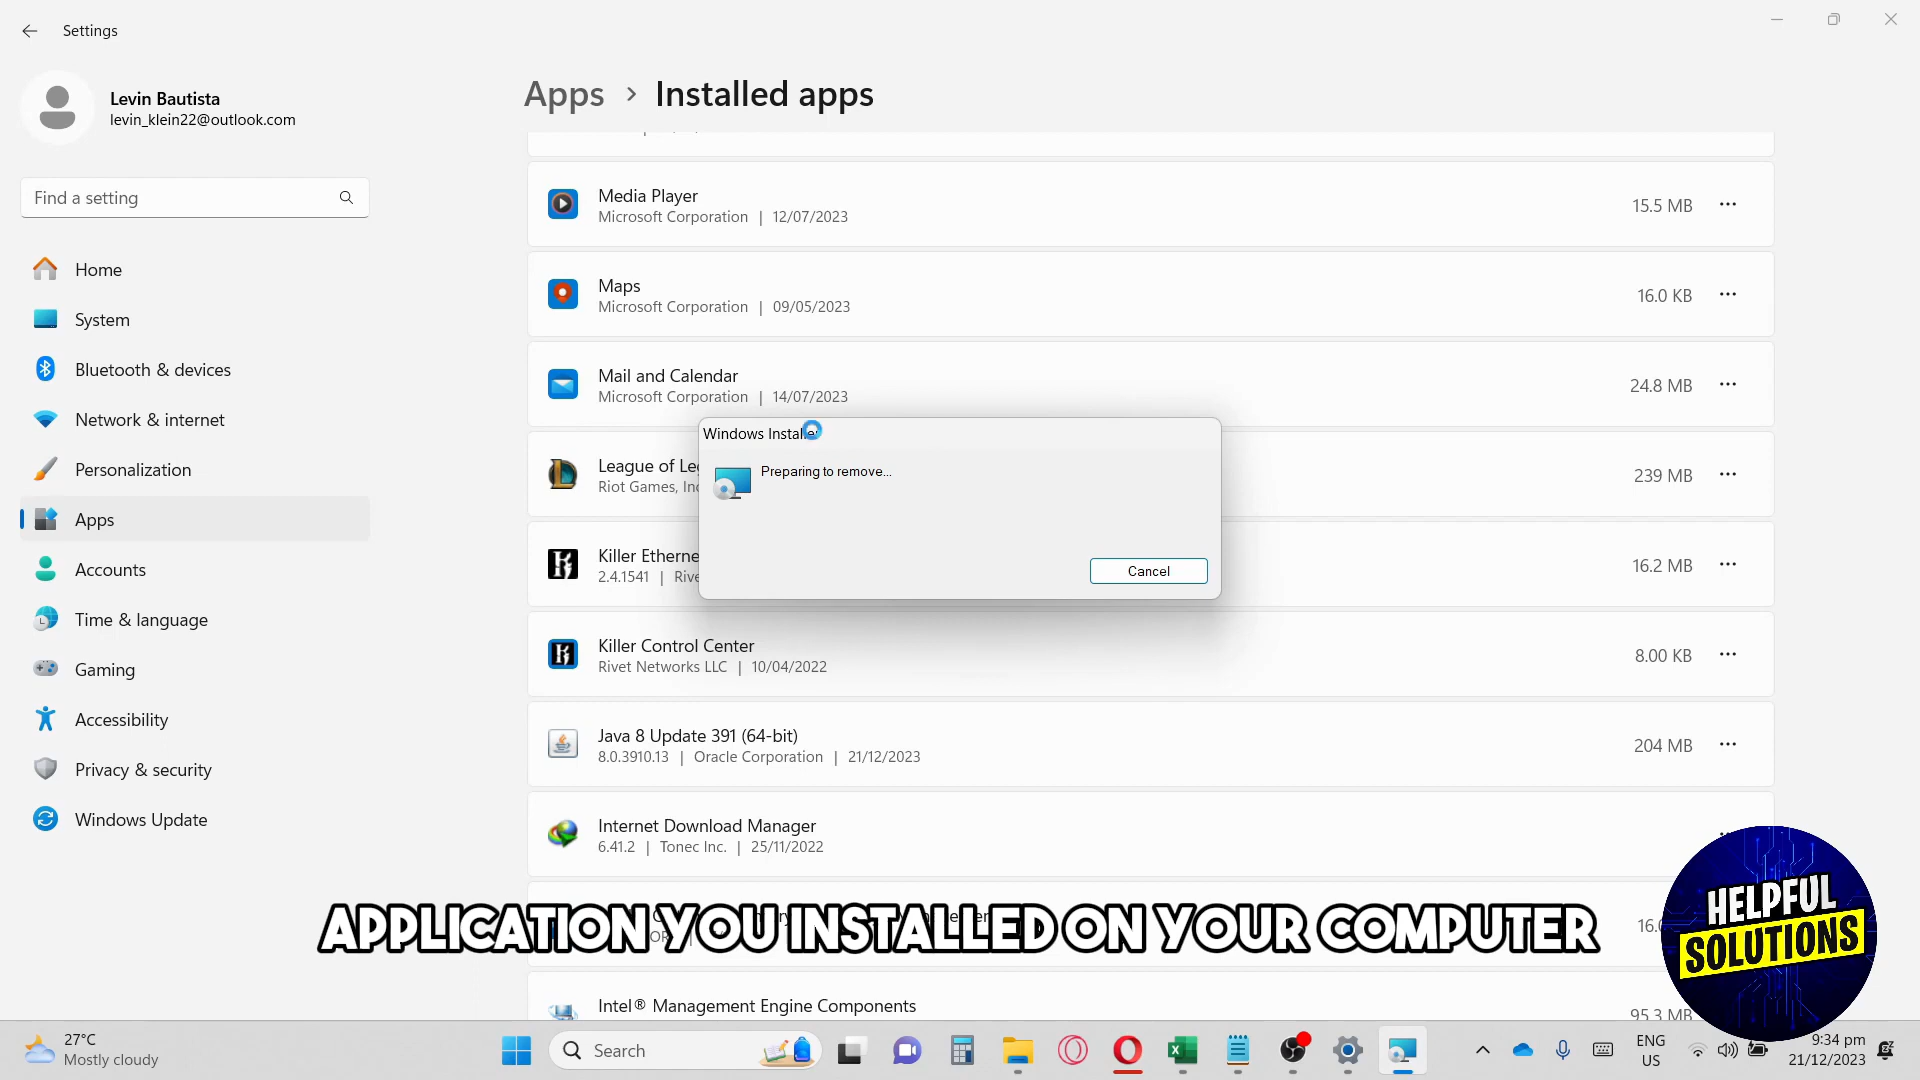 Settings
Levin Bautista
levin_klein22@outlook.com
Find a setting
Home
System
Bluetooth & devices
Network & internet
Personalization
Apps
Accounts
Time & language
Gaming
Accessibility
Privacy & security
Windows Update
Apps > Installed apps
Media Player
Microsoft Corporation | 12/07/2023
15.5 MB
Maps
Microsoft Corporation | 09/05/2023
16.0 KB
Mail and Calendar
Microsoft Corporation | 14/07/2023
24.8 MB
League of
Riot Games,
239 MB
Windows Installer
Preparing to remove...
Cancel
Killer
2.4.1541 |
16.2 MB
Killer Control Center
Rivet Networks LLC | 10/04/2022
8.00 KB
Java 8 Update 391 (64-bit)
8.0.3910.13 | Oracle Corporation | 21/12/2023
204 MB
Internet Download Manager
6.41.2 | Tonec Inc. | 25/11/2022
APPLICATION YOU INSTALLED ON YOUR COMPUTER
HELPFUL
SOLUTIONS
Intel® Management Engine Components
95.3 MB
27°C
Mostly cloudy
Search
ENG
US
9:34 pm
21/12/2023